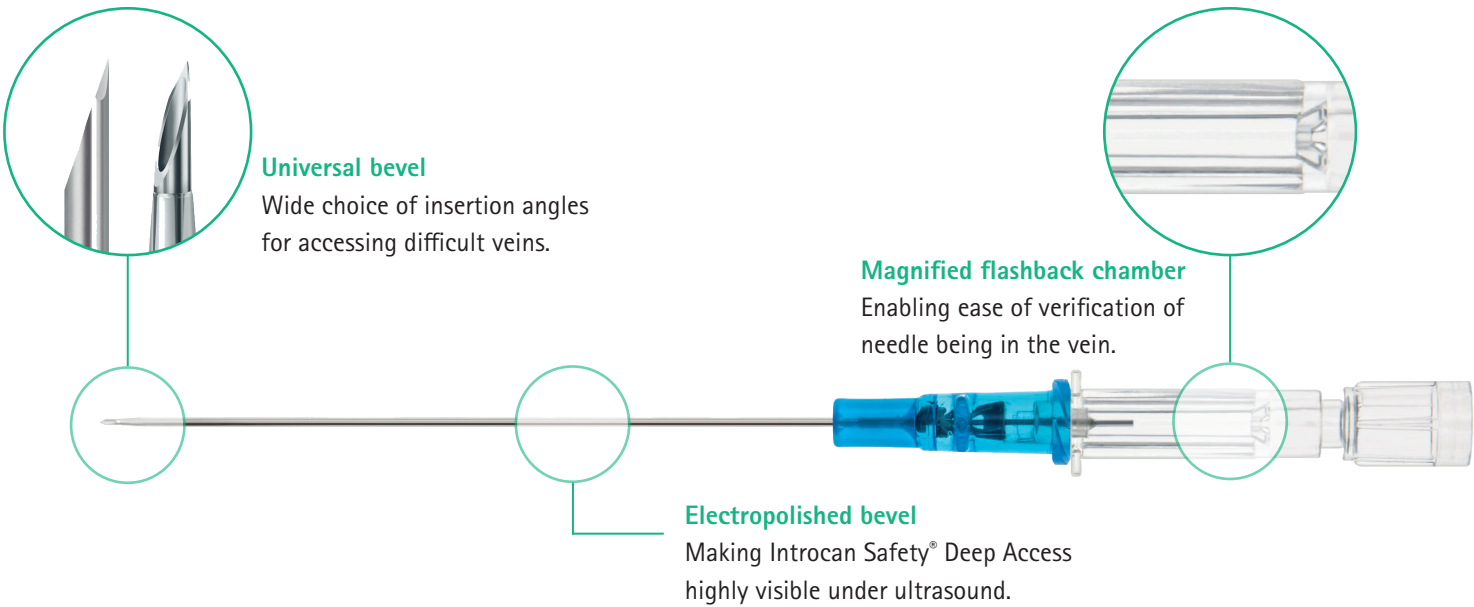 Universal bevel
Wide choice of insertion angles
for accessing difficult veins.
Magnified flashback chamber
Enabling ease of verification of
needle being in the vein.
Electropolished bevel
Making Introcan Safety® Deep Access
highly visible under ultrasound.